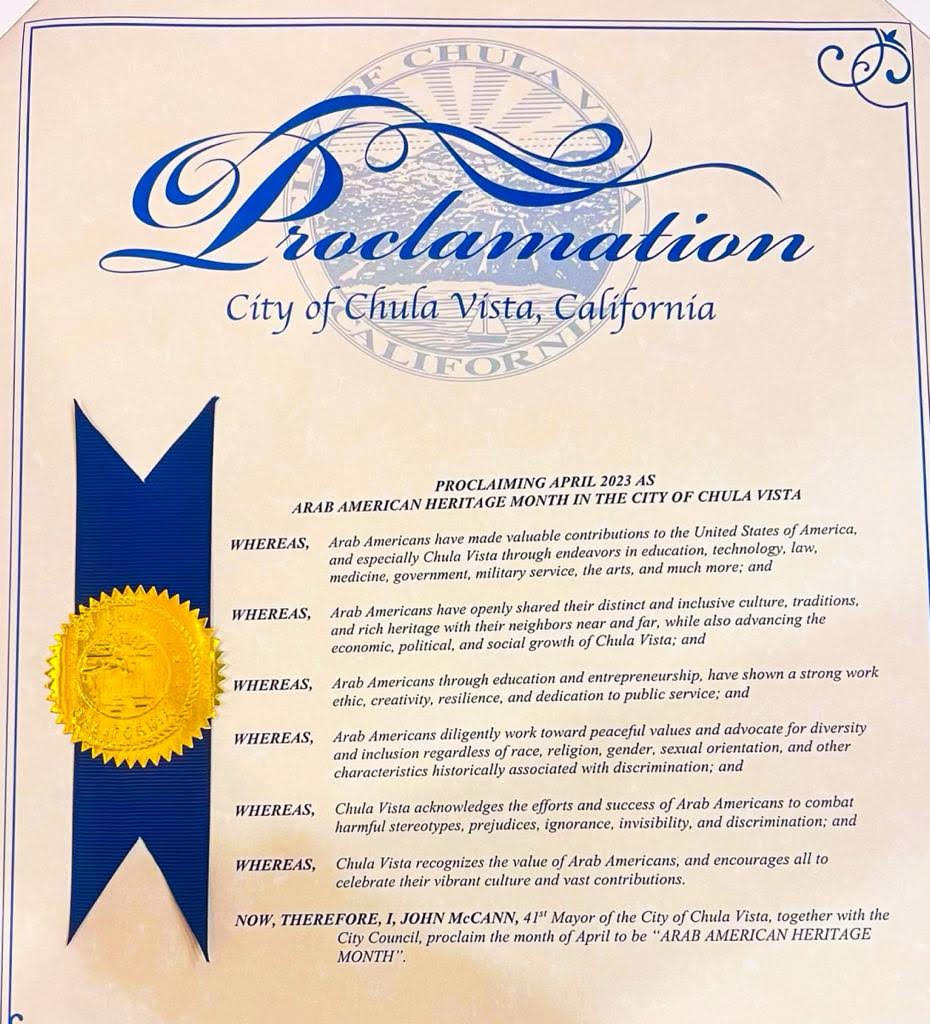 CITY OF CHULA VISTA
Proclamation
City of Chula Vista, California
CALIFORNIA
PROCLAIMING APRIL 2023 AS
ARAB AMERICAN HERITAGE MONTH IN THE CITY OF CHULA VISTA
WHEREAS, Arab Americans have made valuable contributions to the United States of America,
and especially Chula Vista through endeavors in education, technology, law,
medicine, government, military service, the arts, and much more; and
WHEREAS, Arab Americans have openly shared their distinct and inclusive culture, traditions,
and rich heritage with their neighbors near and far, while also advancing the
economic, political, and social growth of Chula Vista; and
WHEREAS, Arab Americans through education and entrepreneurship, have shown a strong work
ethic, creativity, resilience, and dedication to public service; and
WHEREAS, Arab Americans diligently work toward peaceful values and advocate for diversity
and inclusion regardless of race, religion, gender, sexual orientation, and other
characteristics historically associated with discrimination; and
WHEREAS, Chula Vista acknowledges the efforts and success of Arab Americans to combat
harmful stereotypes, prejudices, ignorance, invisibility, and discrimination; and
WHEREAS, Chula Vista recognizes the value of Arab Americans, and encourages all to
celebrate their vibrant culture and vast contributions.
NOW, THEREFORE, I, JOHN McCANN, 41st Mayor of the City of Chula Vista, together with the
City Council, proclaim the month of April to be “ARAB AMERICAN HERITAGE
MONTH”.